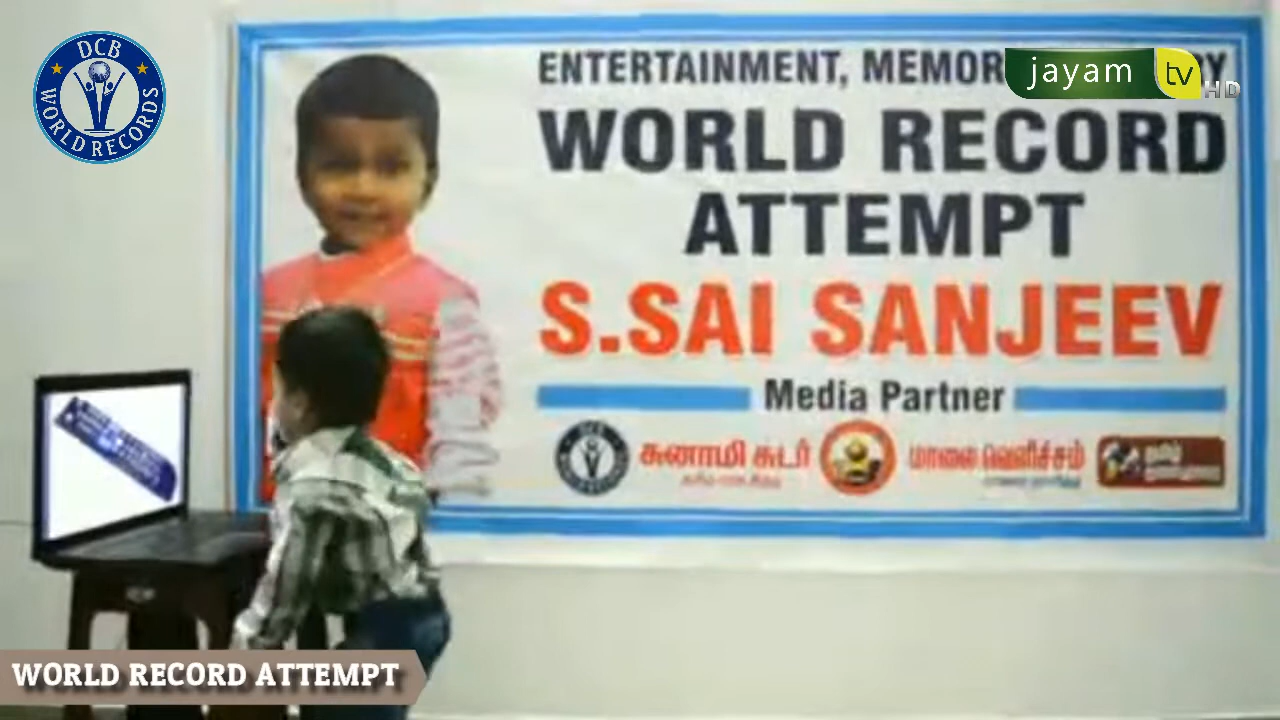 DCB
WORLD RECORDS
jayam tv HD
ENTERTAINMENT,
WORLD RECORD
ATTEMPT
S.SAI SANJEEV
Media Partner
சுனாமி சுடர்
மாலை வெளிச்சம்
WORLD RECORD ATTEMPT